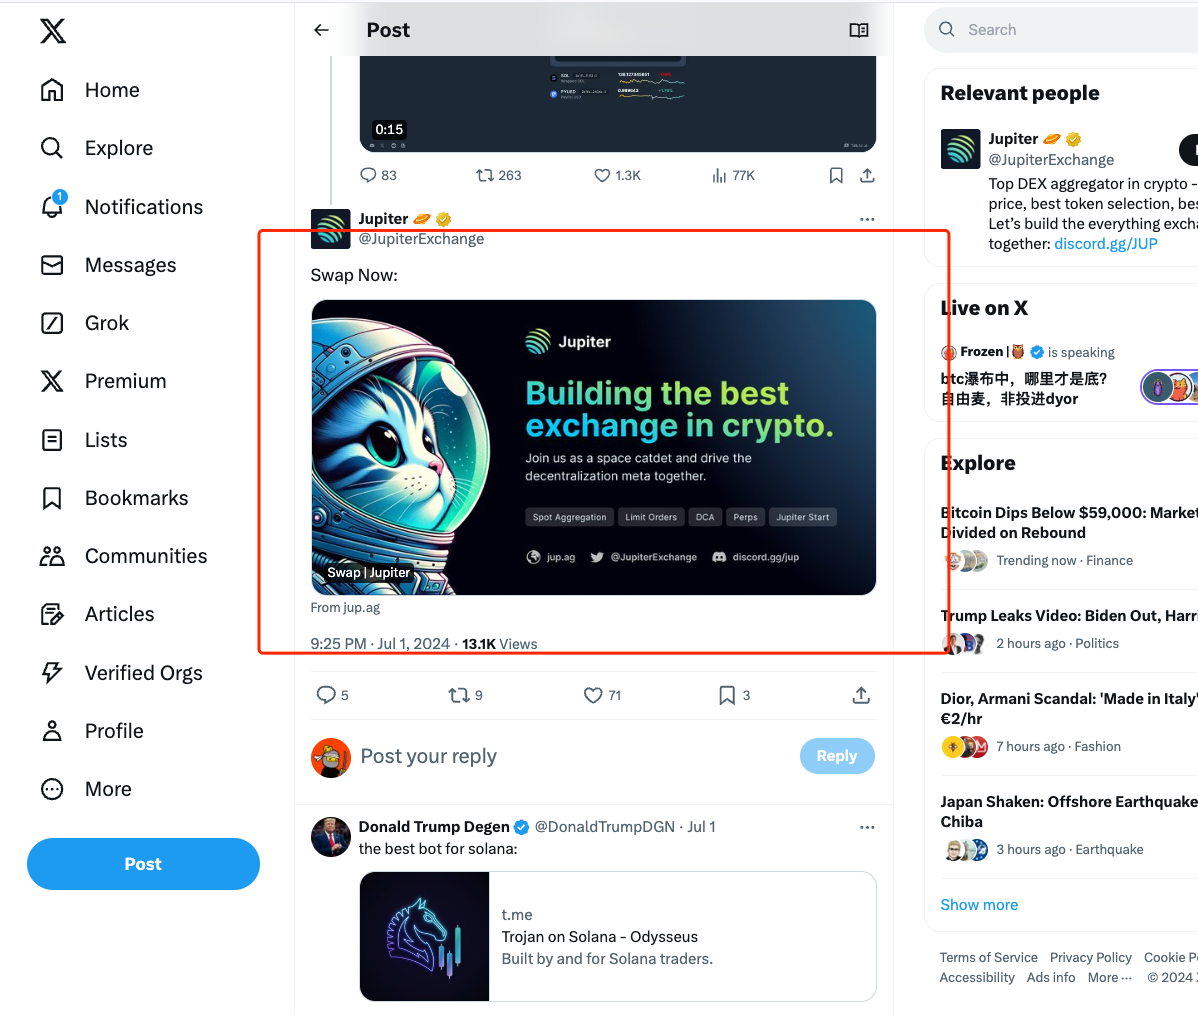 Post
Search
Home
Explore
Notifications
1
Messages
Grok
Premium
Lists
Bookmarks
Communities
Articles
Verified Orgs
Profile
More
Post
0:15
83
263
1.3K
77K
Jupiter
@JupiterExchange
Swap Now:
Jupiter
Building the best
exchange in crypto.
Join us as a space catdet and drive the
decentralization meta together.
Spot Aggregation
Limit Orders
DCA
Perps
Jupiter Start
jup.ag
@JupiterExchange
discord.gg/jup
Swap | Jupiter
From jup.ag
9:25 PM · Jul 1, 2024 · 13.1K Views
5
9
71
3
Post your reply
Reply
Donald Trump Degen @DonaldTrumpDGN · Jul 1
the best bot for solana:
t.me
Trojan on Solana - Odysseus
Built by and for Solana traders.
Relevant people
Jupiter
@JupiterExchange
Top DEX aggregator in crypto -
price, best token selection, bes
Let's build the everything excha
together: discord.gg/JUP
Live on X
Frozen | is speaking
btc瀑布中，哪里才是底？
自由麦，非投进dyor
Explore
Bitcoin Dips Below $59,000: Market
Divided on Rebound
Trending now · Finance
Trump Leaks Video: Biden Out, Harri
2 hours ago · Politics
Dior, Armani Scandal: 'Made in Italy'
€2/hr
7 hours ago · Fashion
Japan Shaken: Offshore Earthquake
Chiba
3 hours ago · Earthquake
Show more
Terms of Service
Privacy Policy
Cookie Po
Accessibility
Ads info
More ···
© 2024